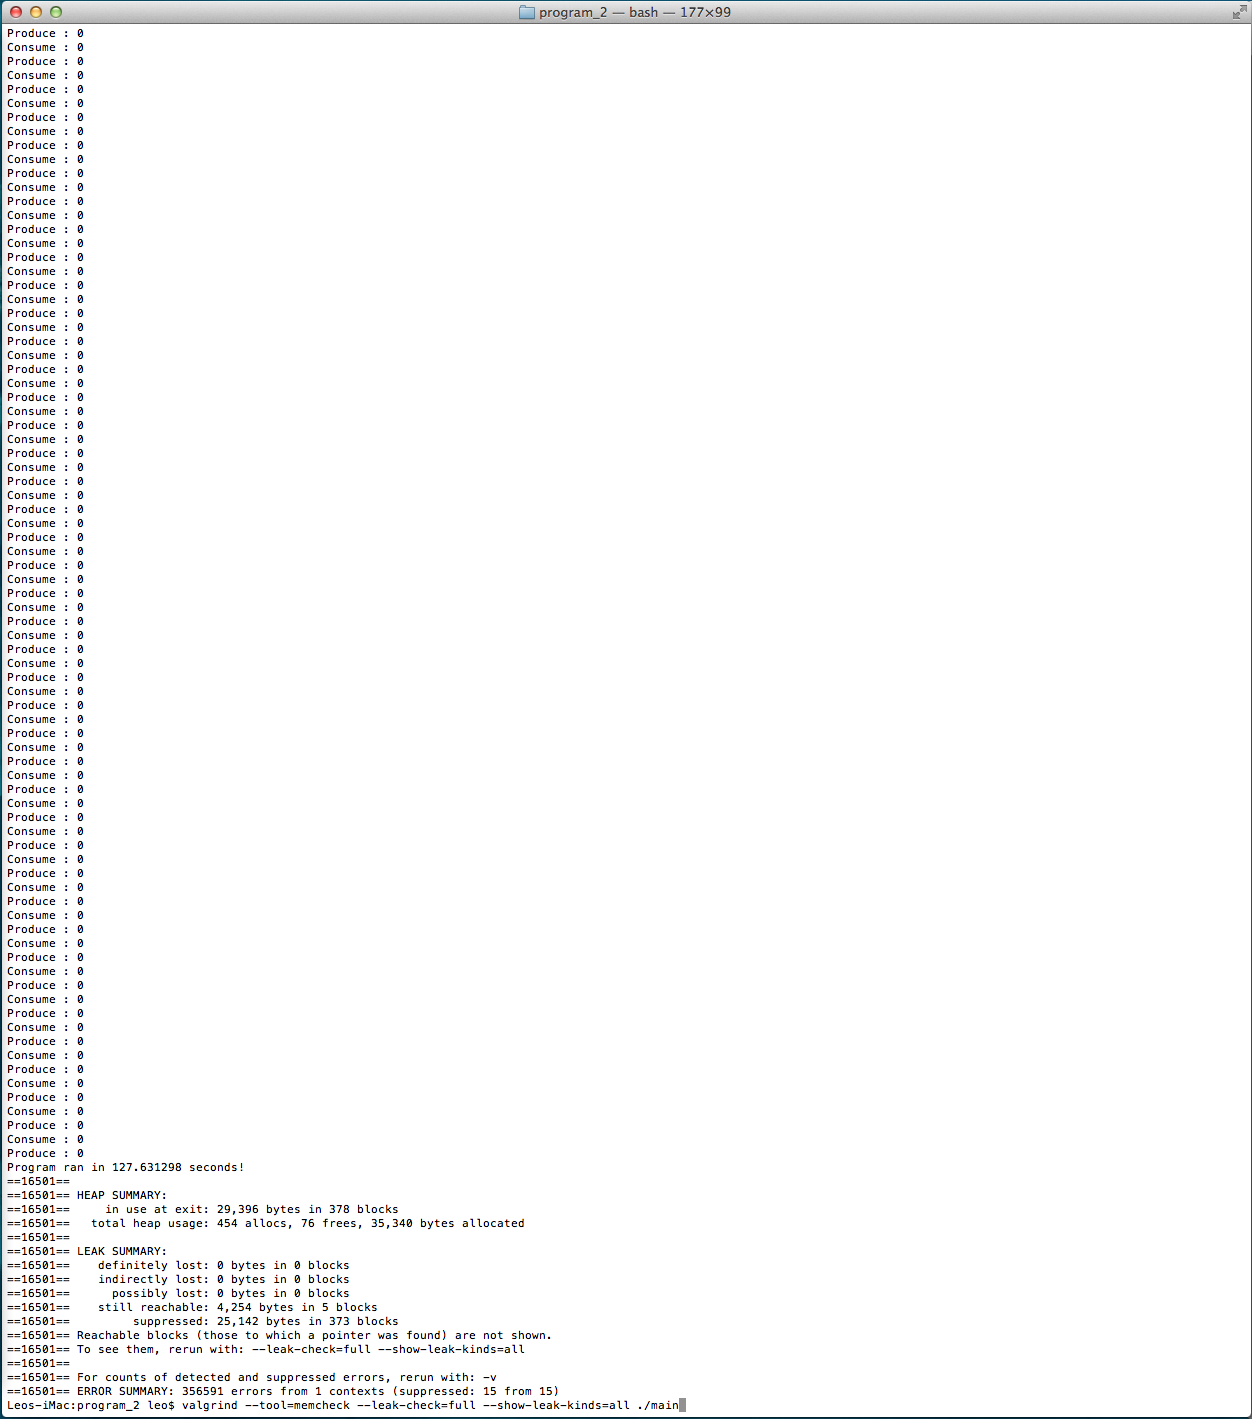 program_2 — bash — 177×99
Produce : 0
Consume : 0
Produce : 0
Consume : 0
Produce : 0
Consume : 0
Produce : 0
Consume : 0
Produce : 0
Consume : 0
Produce : 0
Consume : 0
Produce : 0
Consume : 0
Produce : 0
Consume : 0
Produce : 0
Consume : 0
Produce : 0
Consume : 0
Produce : 0
Consume : 0
Produce : 0
Consume : 0
Produce : 0
Consume : 0
Produce : 0
Consume : 0
Produce : 0
Consume : 0
Produce : 0
Consume : 0
Produce : 0
Consume : 0
Produce : 0
Consume : 0
Produce : 0
Consume : 0
Produce : 0
Consume : 0
Produce : 0
Consume : 0
Produce : 0
Consume : 0
Produce : 0
Consume : 0
Produce : 0
Consume : 0
Produce : 0
Consume : 0
Produce : 0
Consume : 0
Produce : 0
Consume : 0
Produce : 0
Consume : 0
Produce : 0
Consume : 0
Produce : 0
Consume : 0
Produce : 0
Consume : 0
Produce : 0
Consume : 0
Produce : 0
Consume : 0
Produce : 0
Consume : 0
Produce : 0
Consume : 0
Produce : 0
Consume : 0
Produce : 0
Consume : 0
Produce : 0
Consume : 0
Produce : 0
Consume : 0
Produce : 0
Consume : 0
Produce : 0
Program ran in 127.631298 seconds!
==16501==
==16501== HEAP SUMMARY:
==16501==     in use at exit: 29,396 bytes in 378 blocks
==16501==   total heap usage: 454 allocs, 76 frees, 35,340 bytes allocated
==16501==
==16501== LEAK SUMMARY:
==16501==    definitely lost: 0 bytes in 0 blocks
==16501==    indirectly lost: 0 bytes in 0 blocks
==16501==      possibly lost: 0 bytes in 0 blocks
==16501==    still reachable: 4,254 bytes in 5 blocks
==16501==         suppressed: 25,142 bytes in 373 blocks
==16501== Reachable blocks (those to which a pointer was found) are not shown.
==16501== To see them, rerun with: --leak-check=full --show-leak-kinds=all
==16501==
==16501== For counts of detected and suppressed errors, rerun with: -v
==16501== ERROR SUMMARY: 356591 errors from 1 contexts (suppressed: 15 from 15)
Leos-iMac:program_2 leo$ valgrind --tool=memcheck --leak-check=full --show-leak-kinds=all ./main